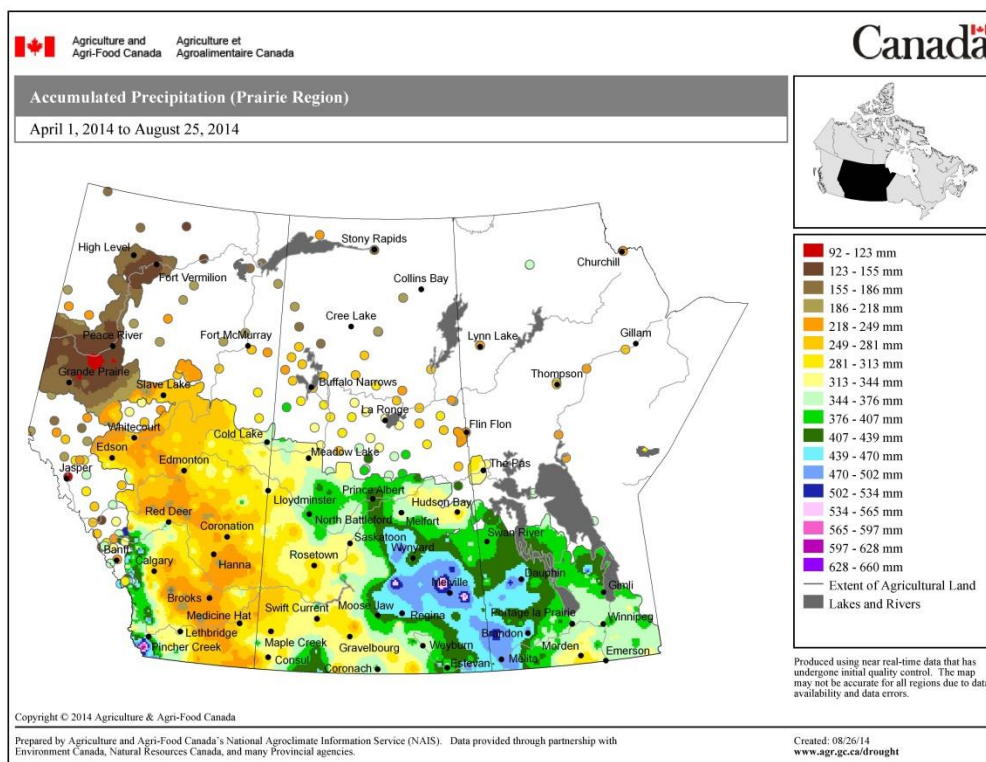 Agriculture and
Agri-Food Canada
Agriculture et
Agroalimentaire Canada
Canada
Accumulated Precipitation (Prairie Region)
April 1, 2014 to August 25, 2014
High Level
Fort Vermilion
Stony Rapids
Churchill
Collins Bay
Peace River
Fort McMurray
Cree Lake
Lynn Lake
Gillam
Grande Prairie
Slave Lake
Buffalo Narrows
Thompson
La Ronge
Whitecourt
Cold Lake
Flin Flon
Edson
Meadow Lake
Jasper
Edmonton
The Pas
Lloydminster
Prince Albert
Hudson Bay
Red Deer
North Battleford
Melfort
Coronation
Saskatoon
Swan River
Banff
Calgary
Hanna
Rosetown
Wynyard
Dauphin
Melville
Gimli
Brooks
Medicine Hat
Swift Current
Moose Jaw
Regina
Portage la Prairie
Winnipeg
Lethbridge
Maple Creek
Gravelbourg
Weyburn
Brandon
Morden
Pincher Creek
Consul
Coronach
Estevan
Melita
Emerson
92 - 123 mm
123 - 155 mm
155 - 186 mm
186 - 218 mm
218 - 249 mm
249 - 281 mm
281 - 313 mm
313 - 344 mm
344 - 376 mm
376 - 407 mm
407 - 439 mm
439 - 470 mm
470 - 502 mm
502 - 534 mm
534 - 565 mm
565 - 597 mm
597 - 628 mm
628 - 660 mm
Extent of Agricultural Land
Lakes and Rivers
Produced using near real-time data that has
undergone initial quality control. The map
may not be accurate for all regions due to data
availability and data errors.
Copyright © 2014 Agriculture & Agri-Food Canada
Prepared by Agriculture and Agri-Food Canada's National Agroclimate Information Service (NAIS). Data provided through partnership with
Environment Canada, Natural Resources Canada, and many Provincial agencies.
Created: 08/26/14
www.agr.gc.ca/drought